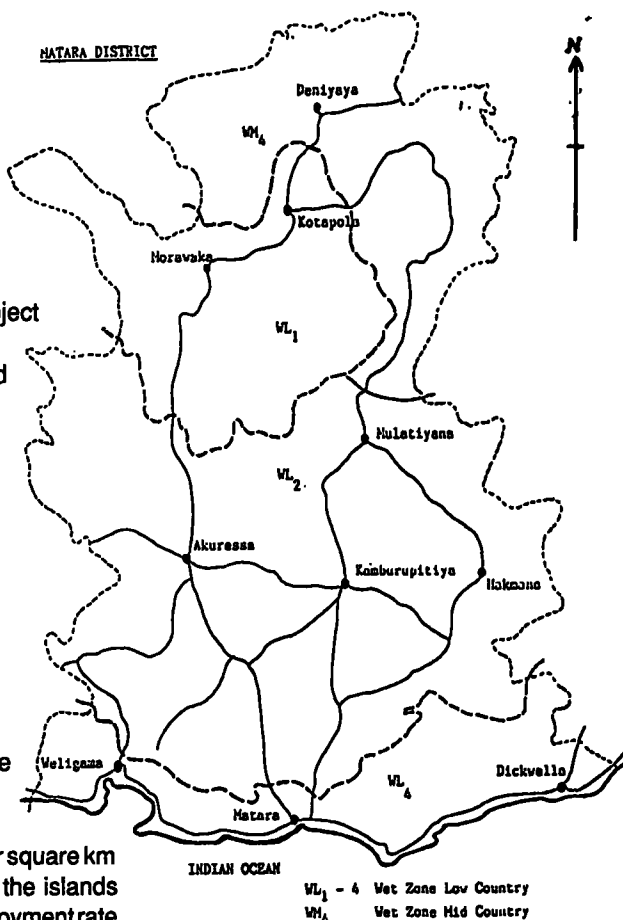 MATARA DISTRICT
N
Deniyaya
WM4
Kotapola
Morawaka
ject
WL1
d
Mulatiyana
WL2.
Akuressa
Kamburupitiya
Hakmana
e
Weligama
WL4
Dickwella
Matara
r square km
INDIAN OCEAN
the islands
WL1 - 4 Wet Zone Low Country
oyment rate
WM4 Wet Zone Mid Country